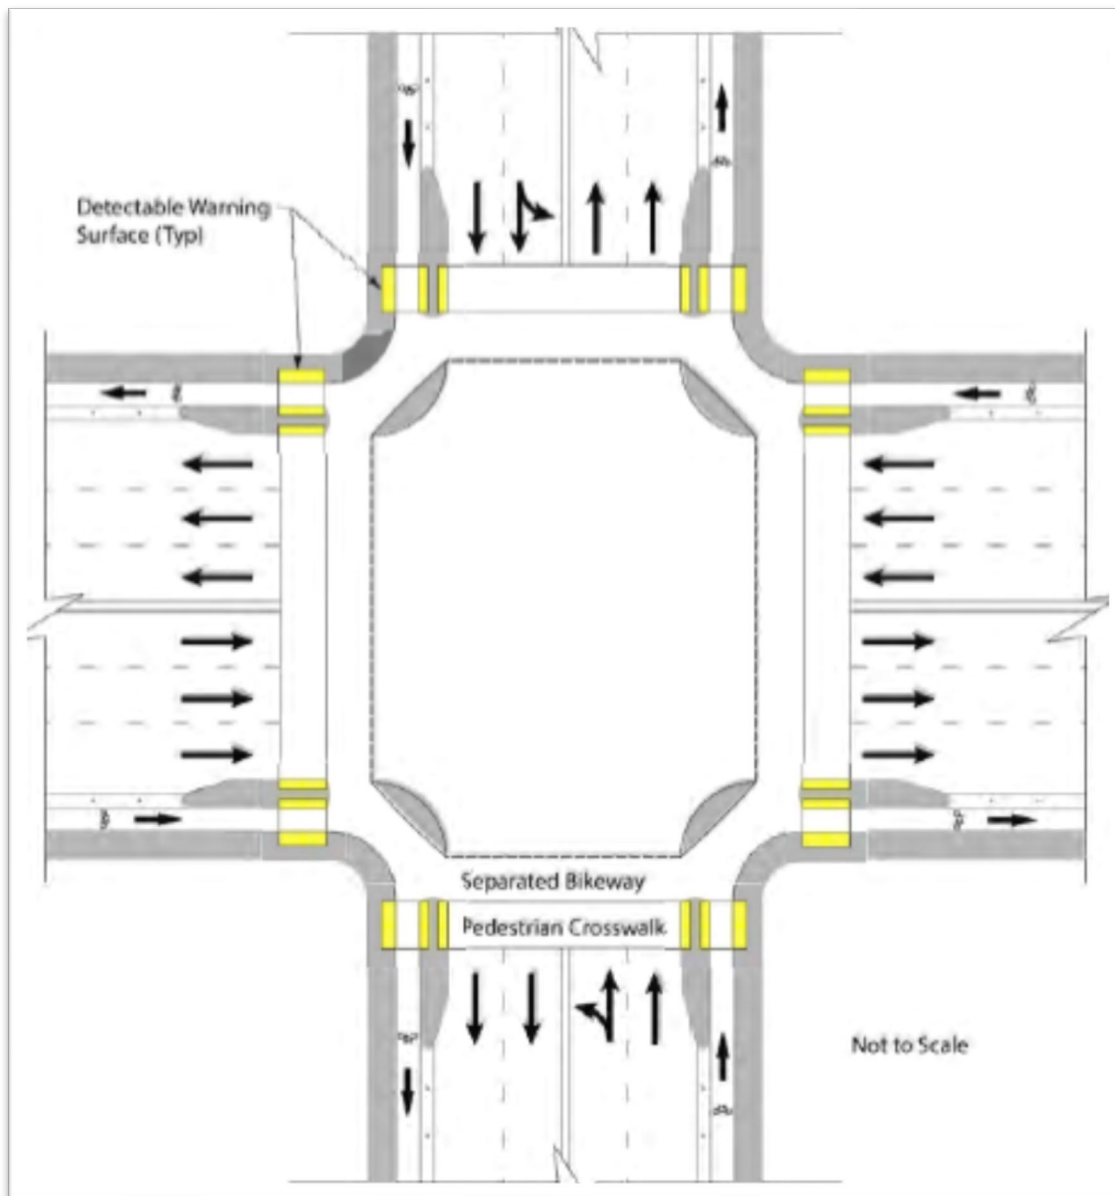 Detectable Warning
Surface (Typ)
Separated Bikeway
Pedestrian Crosswalk
Not to Scale